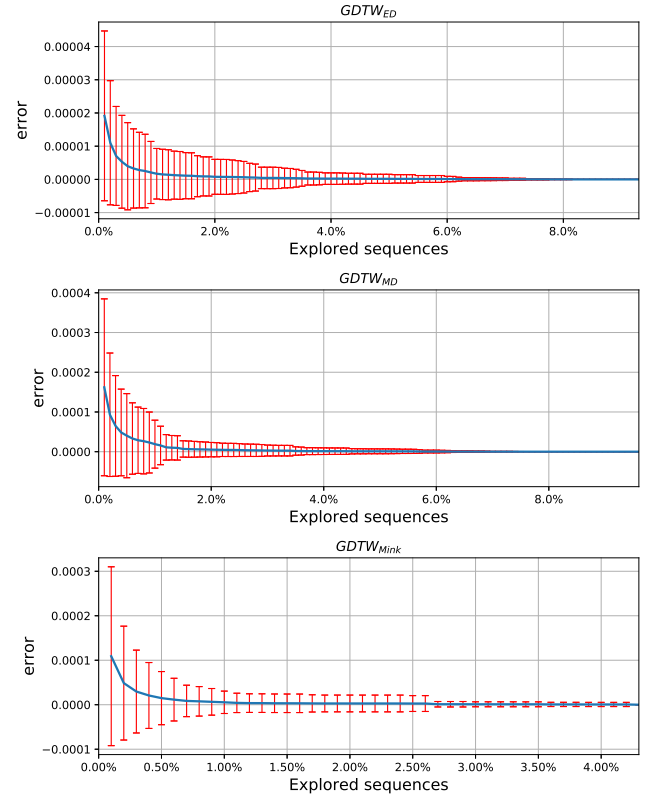 GDTW_ED
0.00004
0.00003
0.00002
0.00001
0.00000
−0.00001
error
0.0% 2.0% 4.0% 6.0% 8.0%
Explored sequences
GDTW_MD
0.0004
0.0003
0.0002
0.0001
0.0000
error
0.0% 2.0% 4.0% 6.0% 8.0%
Explored sequences
GDTW_Mink
0.0003
0.0002
0.0001
0.0000
−0.0001
error
0.00% 0.50% 1.00% 1.50% 2.00% 2.50% 3.00% 3.50% 4.00%
Explored sequences